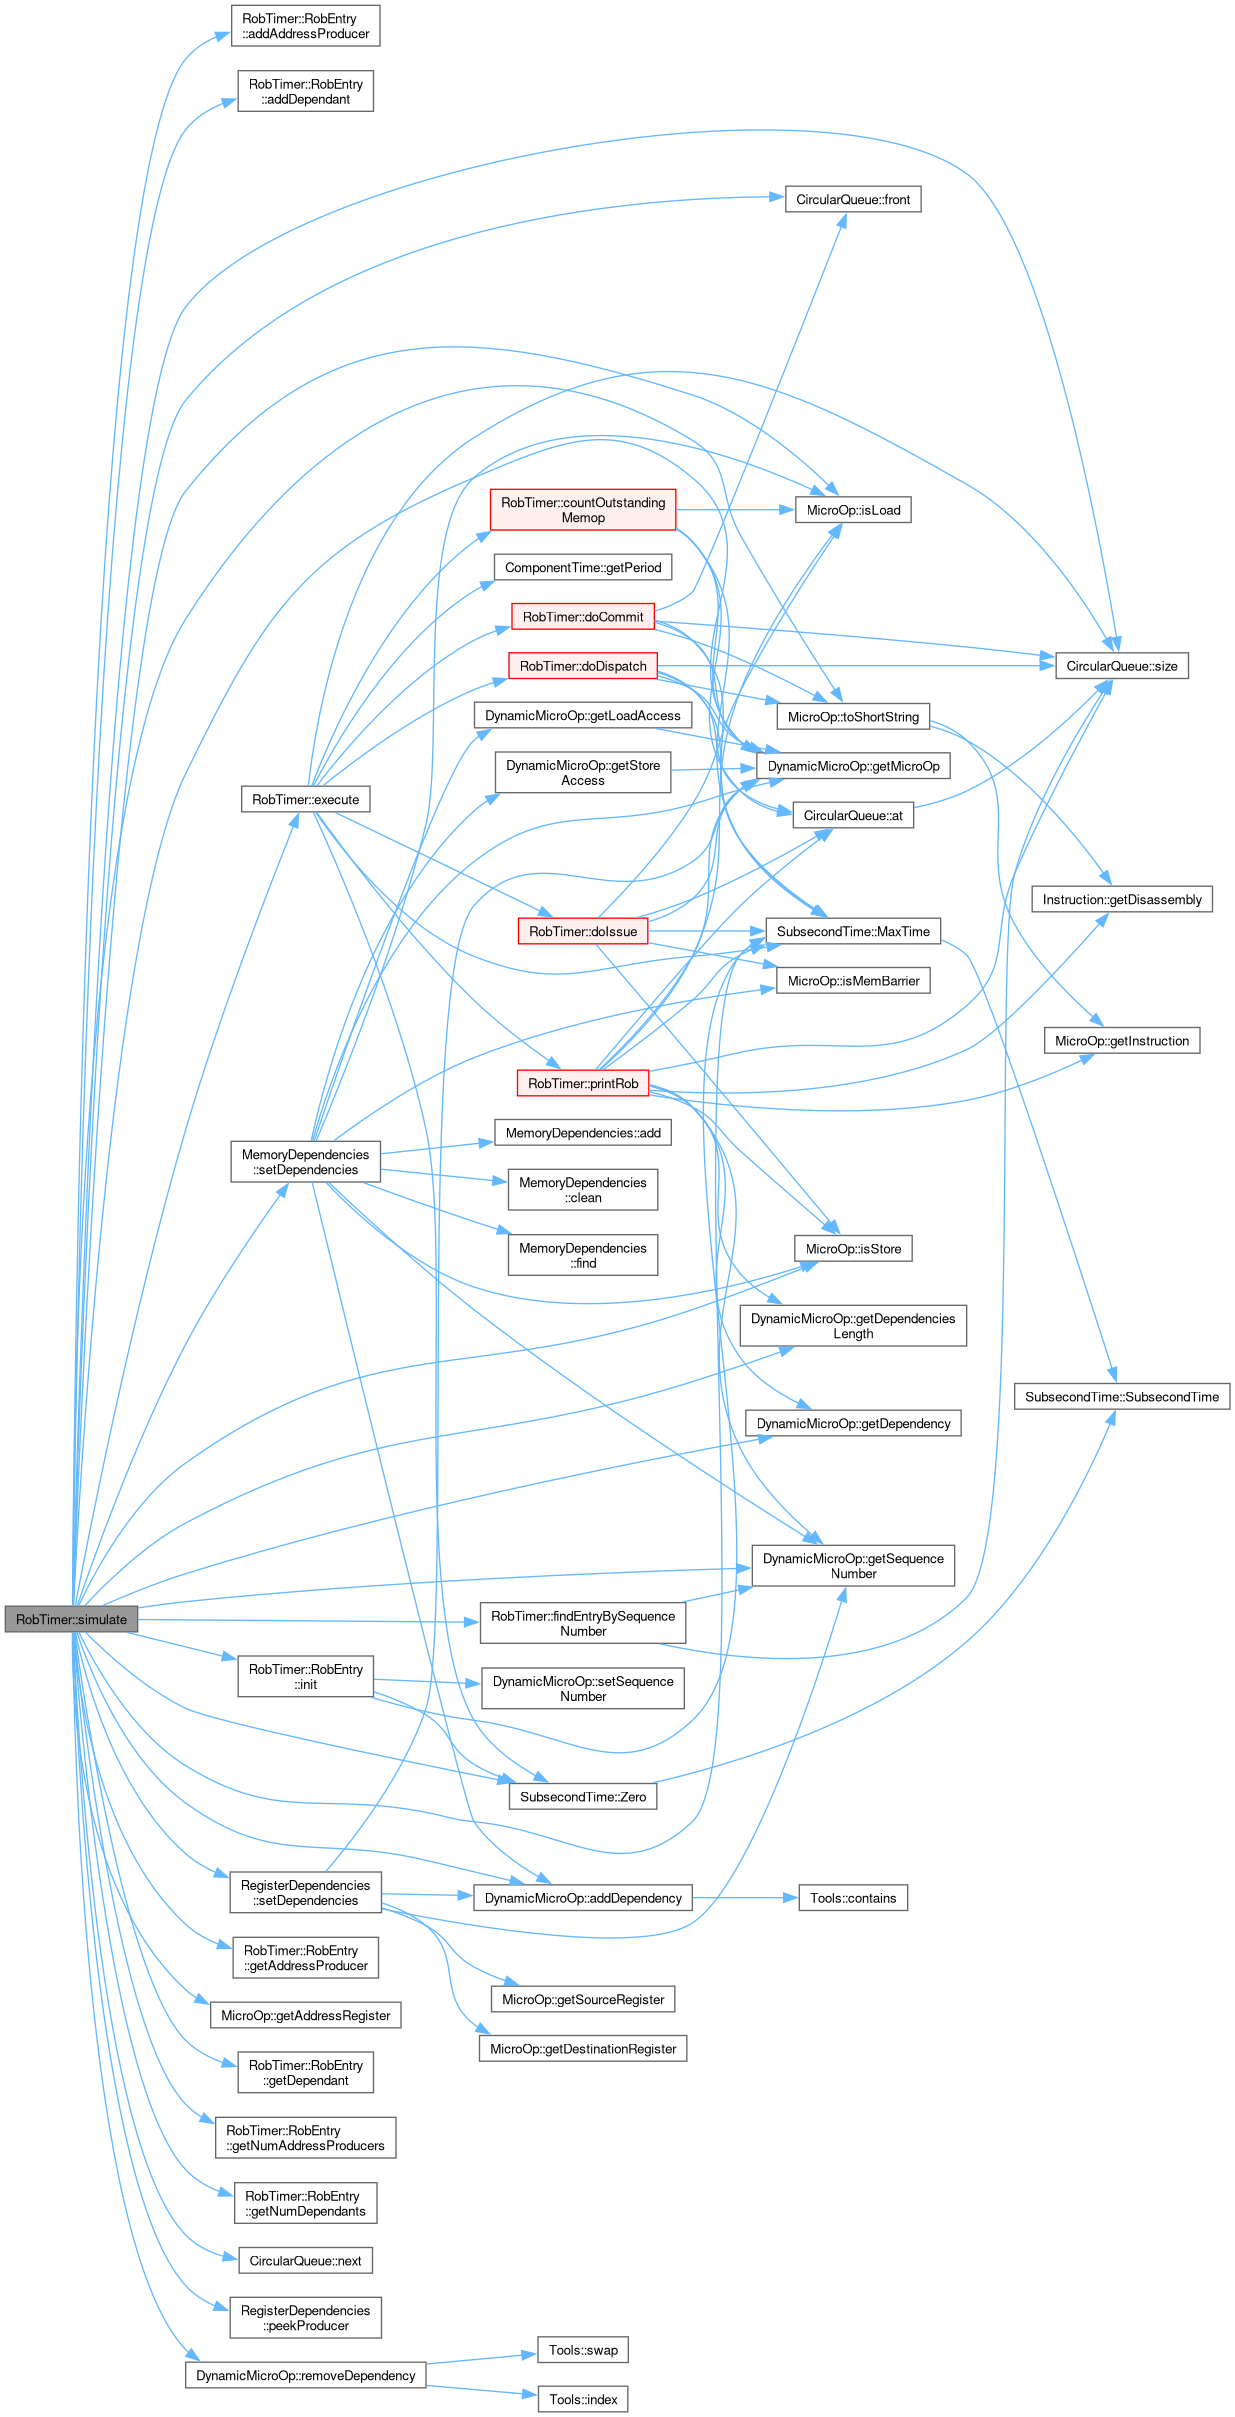 RobTimer::RobEntry
::addAddressProducer
RobTimer::RobEntry
::addDependant
CircularQueue::front
RobTimer::countOutstanding
Memop
MicroOp::isLoad
ComponentTime::getPeriod
RobTimer::doCommit
RobTimer::doDispatch
CircularQueue::size
DynamicMicroOp::getLoadAccess
MicroOp::toShortString
DynamicMicroOp::getStore
Access
DynamicMicroOp::getMicroOp
RobTimer::execute
CircularQueue::at
Instruction::getDisassembly
RobTimer::doIssue
SubsecondTime::MaxTime
MicroOp::isMemBarrier
MicroOp::getInstruction
RobTimer::printRob
MemoryDependencies::add
MemoryDependencies
::setDependencies
MemoryDependencies
::clean
MemoryDependencies
::find
MicroOp::isStore
DynamicMicroOp::getDependencies
Length
SubsecondTime::SubsecondTime
DynamicMicroOp::getDependency
DynamicMicroOp::getSequence
Number
RobTimer::simulate
RobTimer::findEntryBySequence
Number
RobTimer::RobEntry
::init
DynamicMicroOp::setSequence
Number
SubsecondTime::Zero
RegisterDependencies
::setDependencies
DynamicMicroOp::addDependency
Tools::contains
RobTimer::RobEntry
::getAddressProducer
MicroOp::getSourceRegister
MicroOp::getAddressRegister
MicroOp::getDestinationRegister
RobTimer::RobEntry
::getDependant
RobTimer::RobEntry
::getNumAddressProducers
RobTimer::RobEntry
::getNumDependants
CircularQueue::next
RegisterDependencies
::peekProducer
Tools::swap
DynamicMicroOp::removeDependency
Tools::index